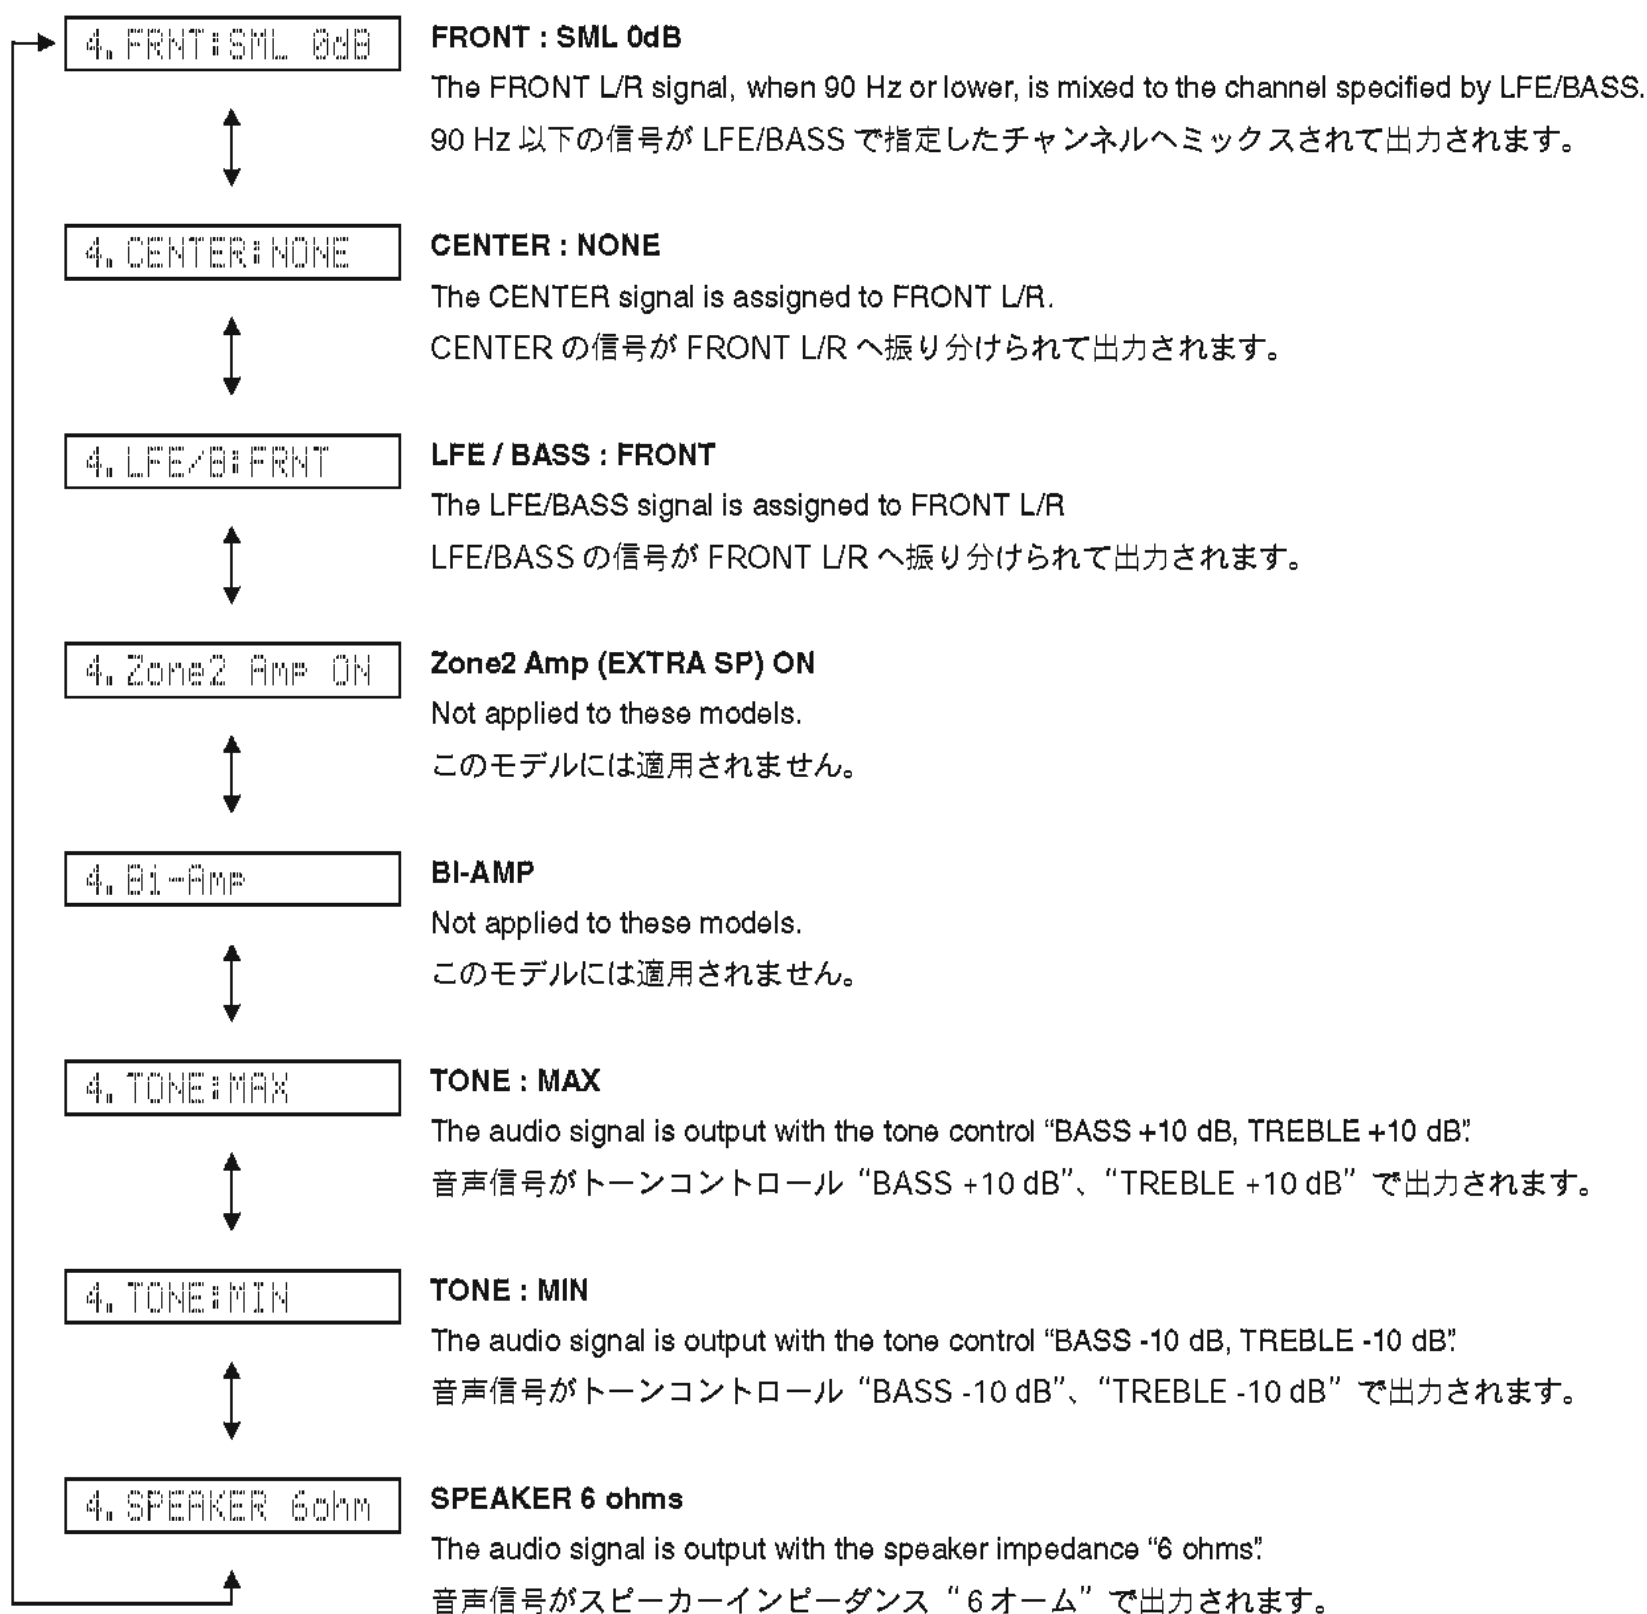 4. FRNT:SML 0dB
FRONT : SML 0dB
The FRONT L/R signal, when 90 Hz or lower, is mixed to the channel specified by LFE/BASS.
90 Hz 以下の信号が LFE/BASS で指定したチャンネルへミックスされて出力されます。
4. CENTER:NONE
CENTER : NONE
The CENTER signal is assigned to FRONT L/R.
CENTER の信号が FRONT L/R へ振り分けられて出力されます。
4. LFE/B:FRNT
LFE / BASS : FRONT
The LFE/BASS signal is assigned to FRONT L/R
LFE/BASS の信号が FRONT L/R へ振り分けられて出力されます。
4. Zone2 Amp ON
Zone2 Amp (EXTRA SP) ON
Not applied to these models.
このモデルには適用されません。
4. Bi-Amp
BI-AMP
Not applied to these models.
このモデルには適用されません。
4. TONE:MAX
TONE : MAX
The audio signal is output with the tone control “BASS +10 dB, TREBLE +10 dB”.
音声信号がトーンコントロール “BASS +10 dB”、“TREBLE +10 dB” で出力されます。
4. TONE:MIN
TONE : MIN
The audio signal is output with the tone control “BASS -10 dB, TREBLE -10 dB”.
音声信号がトーンコントロール “BASS -10 dB”、“TREBLE -10 dB” で出力されます。
4. SPEAKER 6ohm
SPEAKER 6 ohms
The audio signal is output with the speaker impedance “6 ohms”.
音声信号がスピーカーインピーダンス “ 6 オーム” で出力されます。